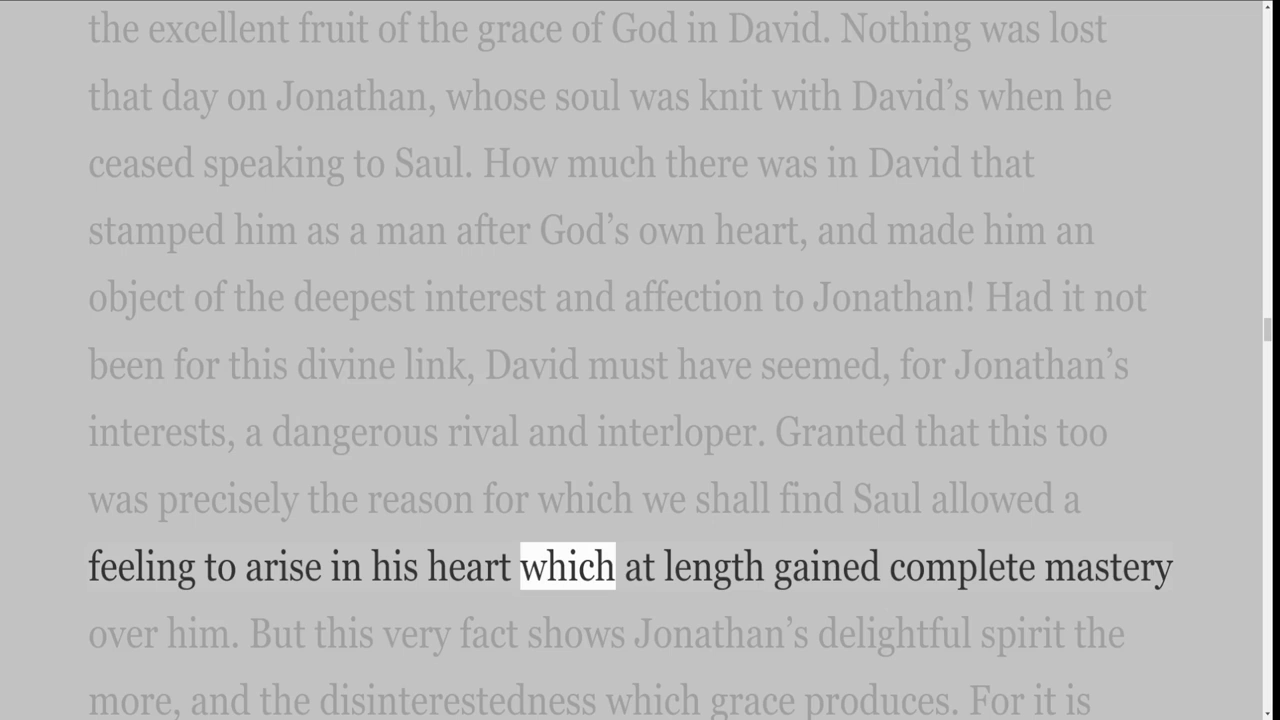 the excellent fruit of the grace of God in David. Nothing was lost
that day on Jonathan, whose soul was knit with David’s when he
ceased speaking to Saul. How much there was in David that
stamped him as a man after God’s own heart, and made him an
object of the deepest interest and affection to Jonathan! Had it not
been for this divine link, David must have seemed, for Jonathan’s
interests, a dangerous rival and interloper. Granted that this too
was precisely the reason for which we shall find Saul allowed a
feeling to arise in his heart which at length gained complete mastery
over him. But this very fact shows Jonathan’s delightful spirit the
more, and the disinterestedness which grace produces. For it is